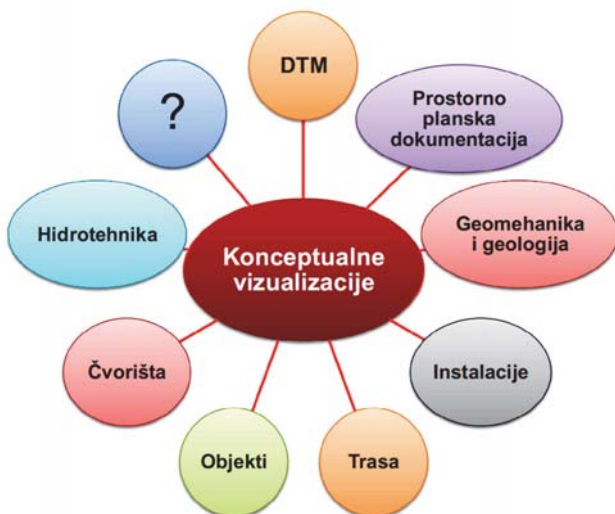 DTM
Prostorno
planska
dokumentacija
Geomehanika
i geologija
Instalacije
Trasa
Objekti
Čvorišta
Hidrotehnika
?
Konceptualne
vizualizacije